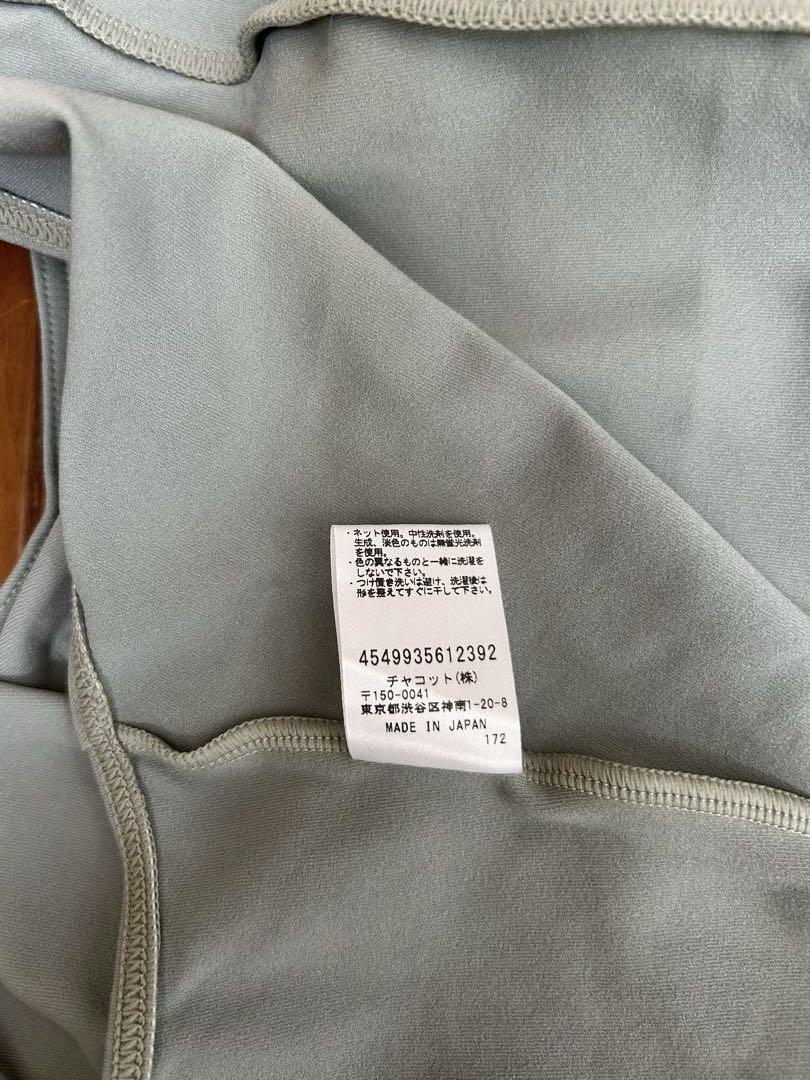 ・ネット使用。中性洗剤を使用。
生成、淡色のものは無蛍光洗剤
を使用。
・色の異なるものと一緒に洗濯を
しないで下さい。
・つけ置き洗いは避け、洗濯後は
形を整えてすぐに干して下さい。
4549935612392
チャコット(株)
〒150-0041
東京都渋谷区神南1-20-8
MADE IN JAPAN
172